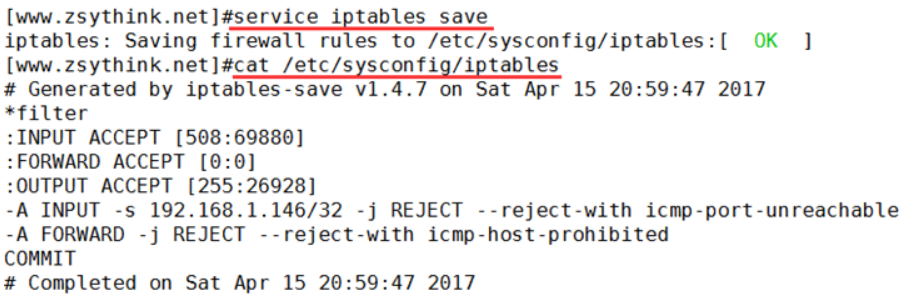 [www.zsythink.net]#service iptables save
iptables: Saving firewall rules to /etc/sysconfig/iptables:[  OK  ]
[www.zsythink.net]#cat /etc/sysconfig/iptables
# Generated by iptables-save v1.4.7 on Sat Apr 15 20:59:47 2017
*filter
:INPUT ACCEPT [508:69880]
:FORWARD ACCEPT [0:0]
:OUTPUT ACCEPT [255:26928]
-A INPUT -s 192.168.1.146/32 -j REJECT --reject-with icmp-port-unreachable
-A FORWARD -j REJECT --reject-with icmp-host-prohibited
COMMIT
# Completed on Sat Apr 15 20:59:47 2017